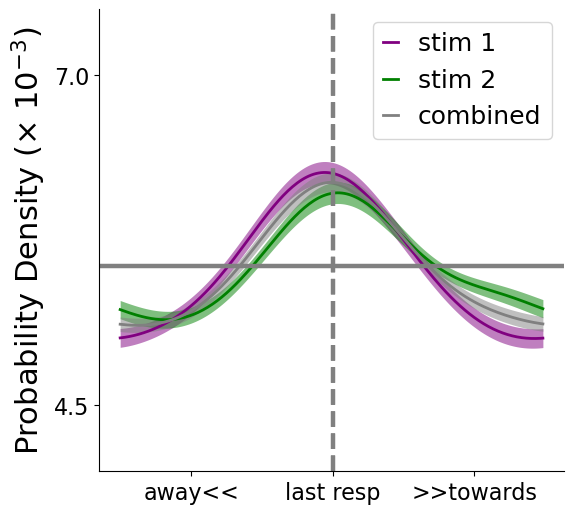 Probability Density (× 10⁻³)
7.0
4.5
stim 1
stim 2
combined
away<< last resp >>towards